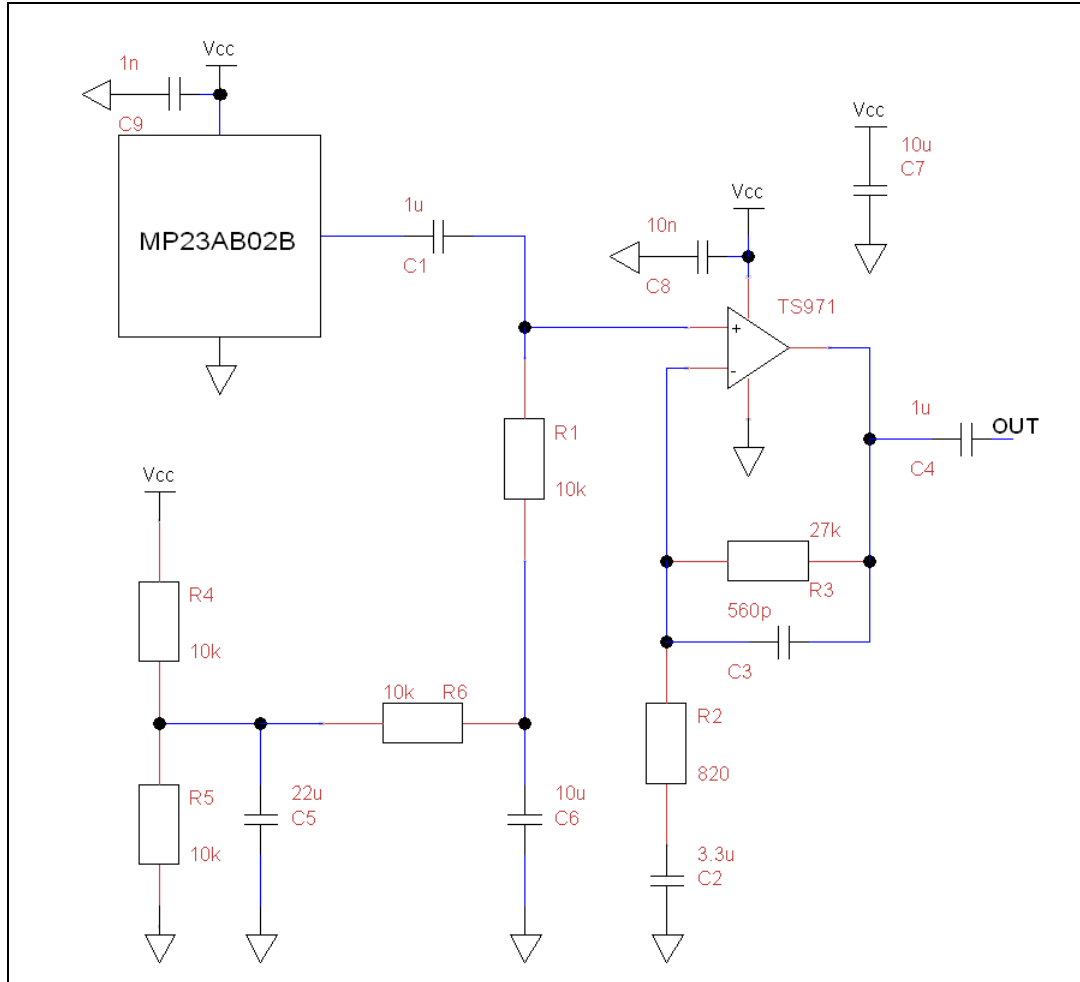 Vcc
1n
C9
MP23AB02B
1u
C1
Vcc
10u
C7
Vcc
10n
C8
TS971
+
-
R1
10k
1u
OUT
C4
Vcc
R4
10k
27k
R3
560p
C3
10k R6
R2
820
R5
10k
22u
C5
10u
C6
3.3u
C2